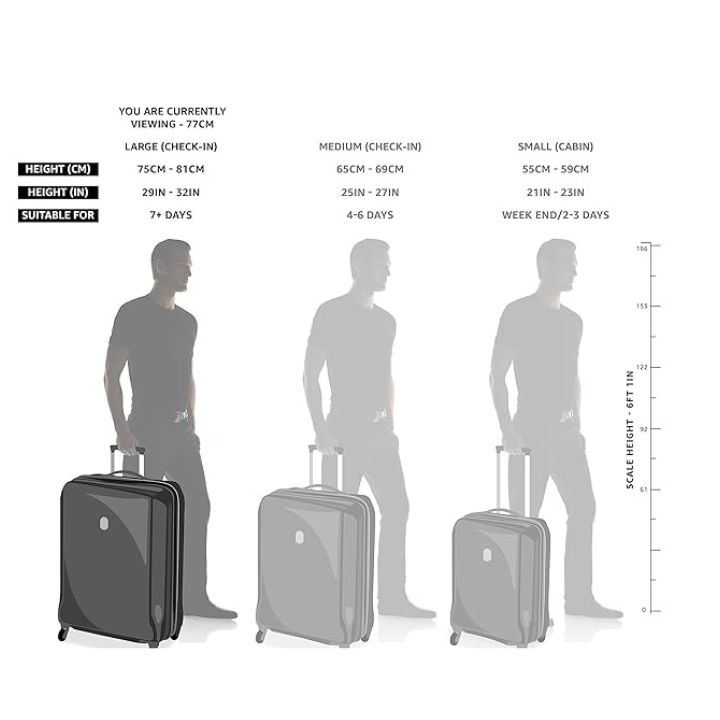 YOU ARE CURRENTLY
VIEWING - 77CM
LARGE (CHECK-IN) MEDIUM (CHECK-IN) SMALL (CABIN)
HEIGHT (CM) 75CM - 81CM 65CM - 69CM 55CM - 59CM
HEIGHT (IN) 29IN - 32IN 25IN - 27IN 21IN - 23IN
SUITABLE FOR 7+ DAYS 4-6 DAYS WEEK END/2-3 DAYS
186
153
122
92
61
0
SCALE HEIGHT - 6FT 1IN